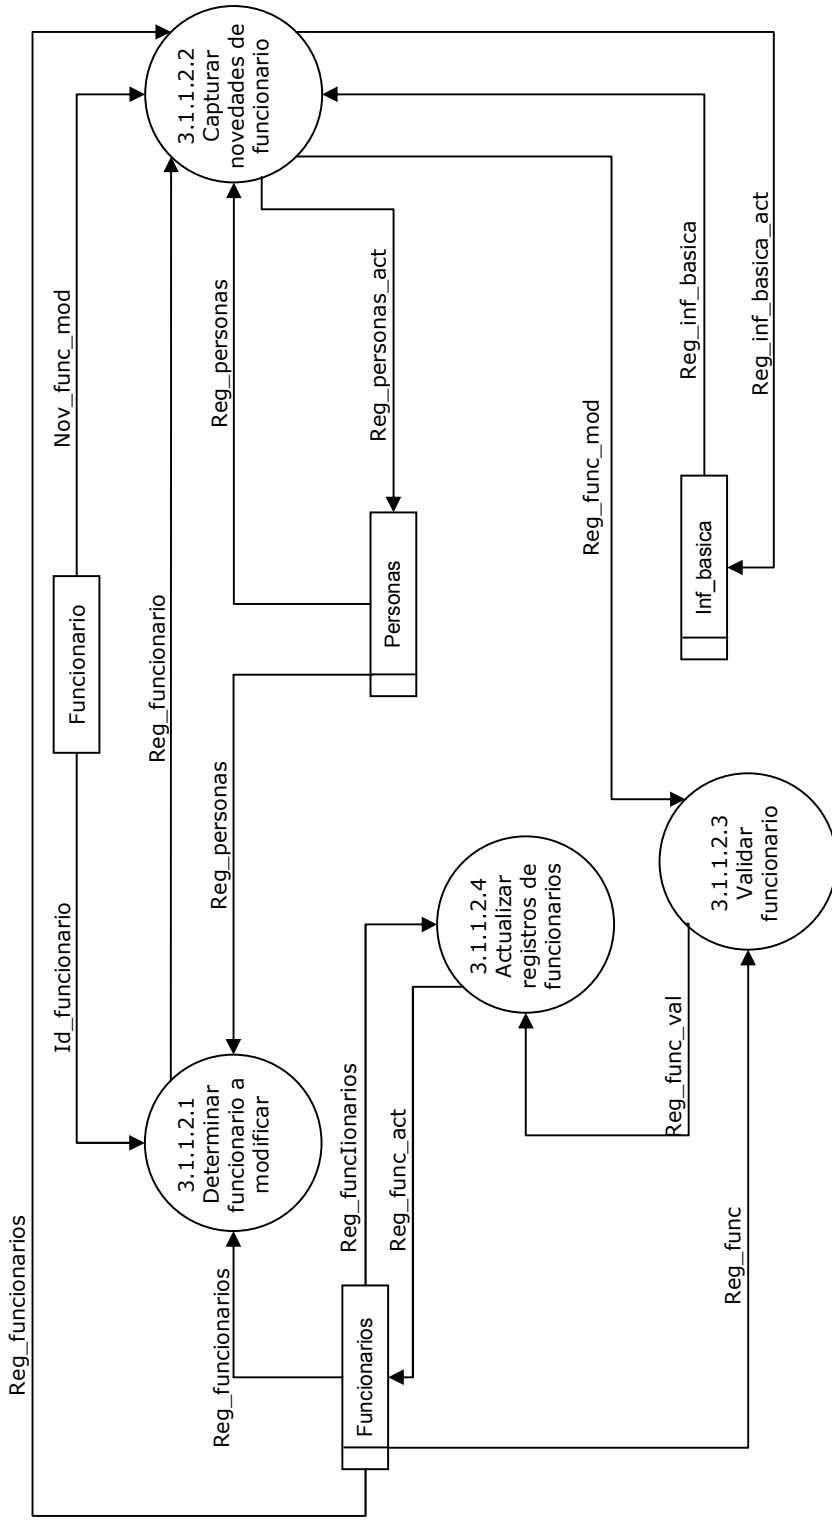 Reg_funcionarios
Id_funcionario
Funcionario
Nov_func_mod
3.1.1.2.1
Determinar
funcionario a
modificar
Reg_funcionario
3.1.1.2.2
Capturar
novedades de
funcionario
Reg_funcionarios
Reg_personas
Reg_personas
Funcionarios
Reg_funcIionarios
Reg_func_act
Personas
Reg_personas_act
3.1.1.2.4
Actualizar
registros de
funcionarios
Reg_func_mod
Reg_func_val
Reg_func
3.1.1.2.3
Validar
funcionario
Inf_basica
Reg_inf_basica
Reg_inf_basica_act